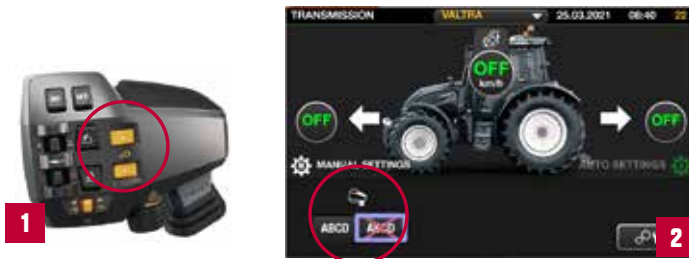 TRANSMISSION VALTRA 25.03.2021 08:40 22
OFF
km/h
OFF OFF
MANUAL SETTINGS AUTO SETTINGS
ABCD ABCD
1
2